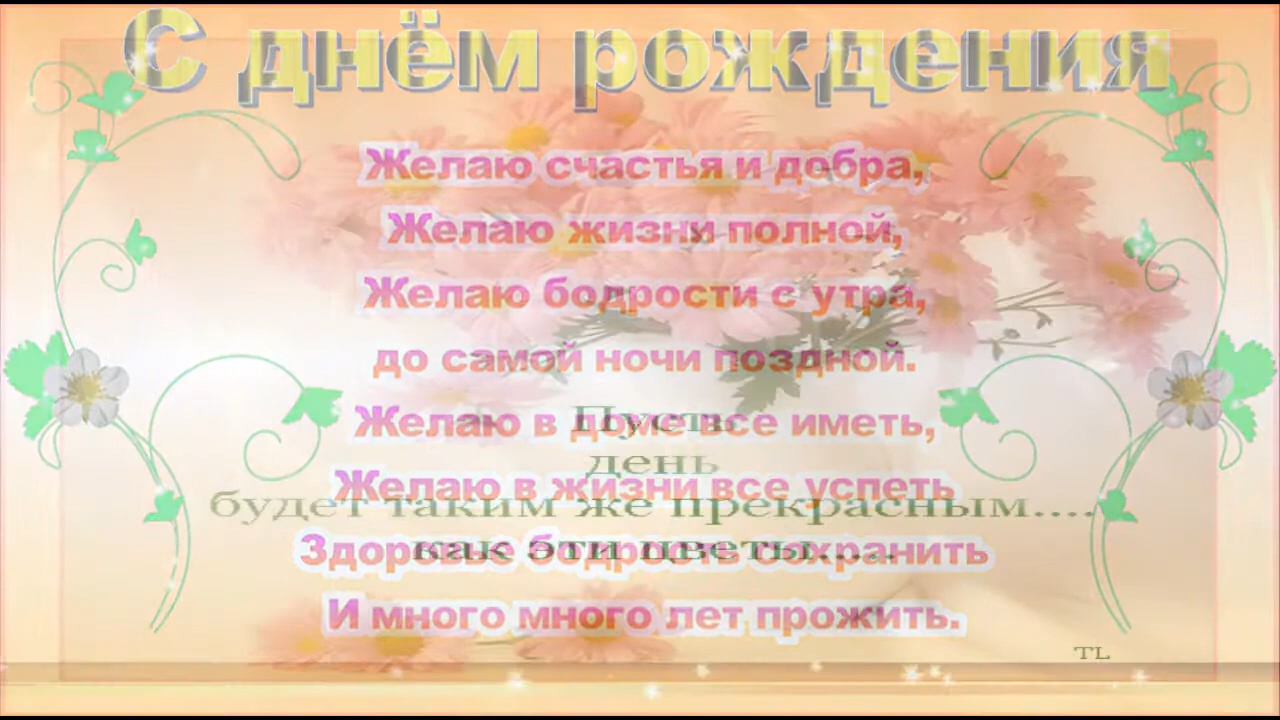 С днём рождения
Желаю счастья и добра,
Желаю жизни полной,
Желаю бодрости с утра,
до самой ночи поздной.
Желаю в доме все иметь,
Желаю в жизни все успеть
Здоровье бодрость сохранить
И много много лет прожить.
Пусть
день
будет таким же прекрасным....
как эти цветы.....
TL